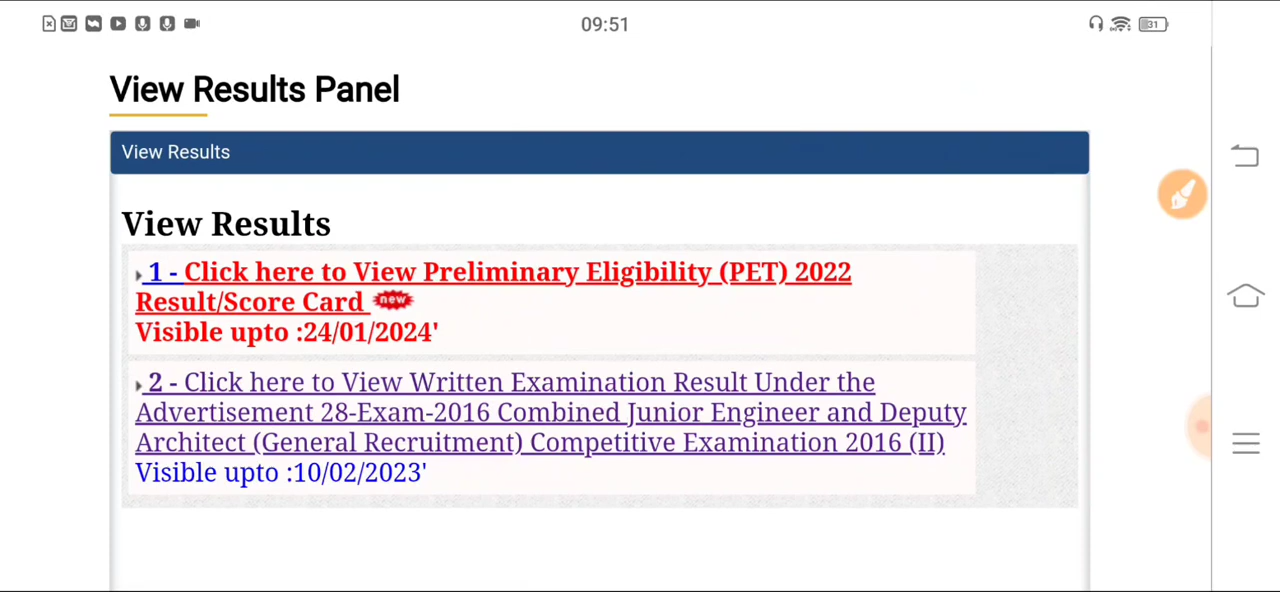 09:51
31
View Results Panel
View Results
View Results
1 - Click here to View Preliminary Eligibility (PET) 2022
Result/Score Card new
Visible upto :24/01/2024'
2 - Click here to View Written Examination Result Under the
Advertisement 28-Exam-2016 Combined Junior Engineer and Deputy
Architect (General Recruitment) Competitive Examination 2016 (II)
Visible upto :10/02/2023'